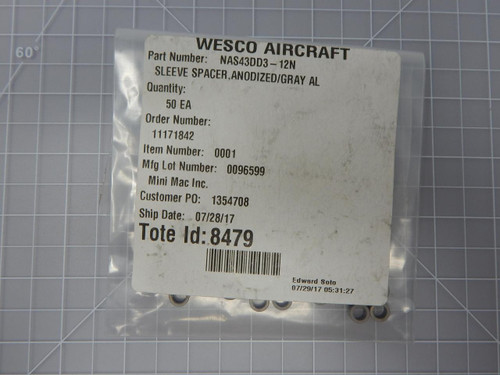 WESCO AIRCRAFT
Part Number: NAS43DD3-12N
SLEEVE SPACER,ANODIZED/GRAY AL
Quantity:
50 EA
Order Number:
11171842
Item Number: 0001
Mfg Lot Number: 0096599
Mini Mac Inc.
Customer PO: 1354708
Ship Date: 07/28/17
Tote Id: 8479
Edward Soto
07/29/17 05:31:27
60°